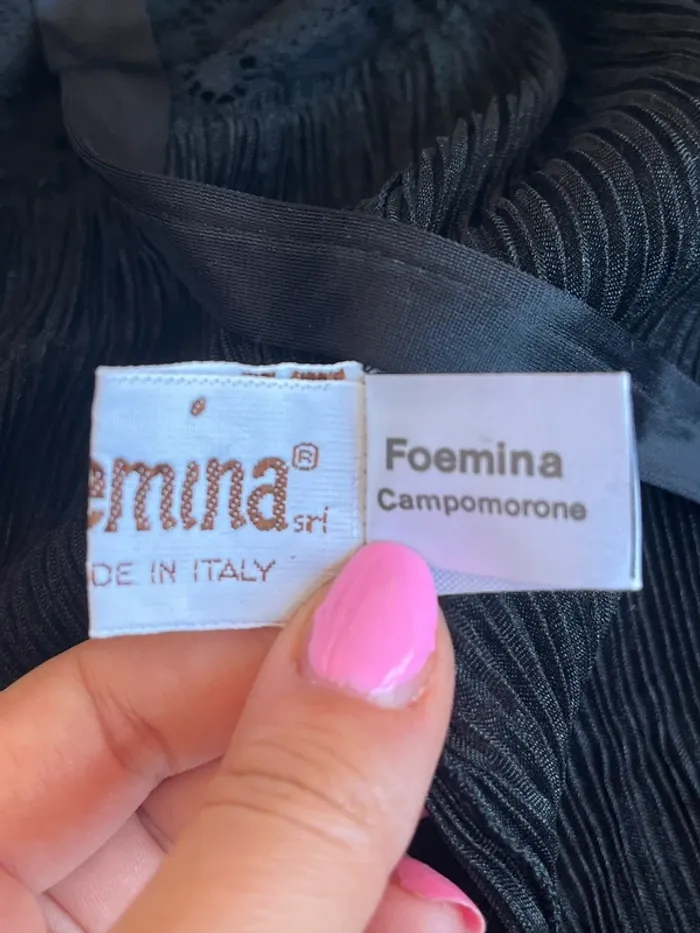 emina® srl
DE IN ITALY
Foemina
Campomorone